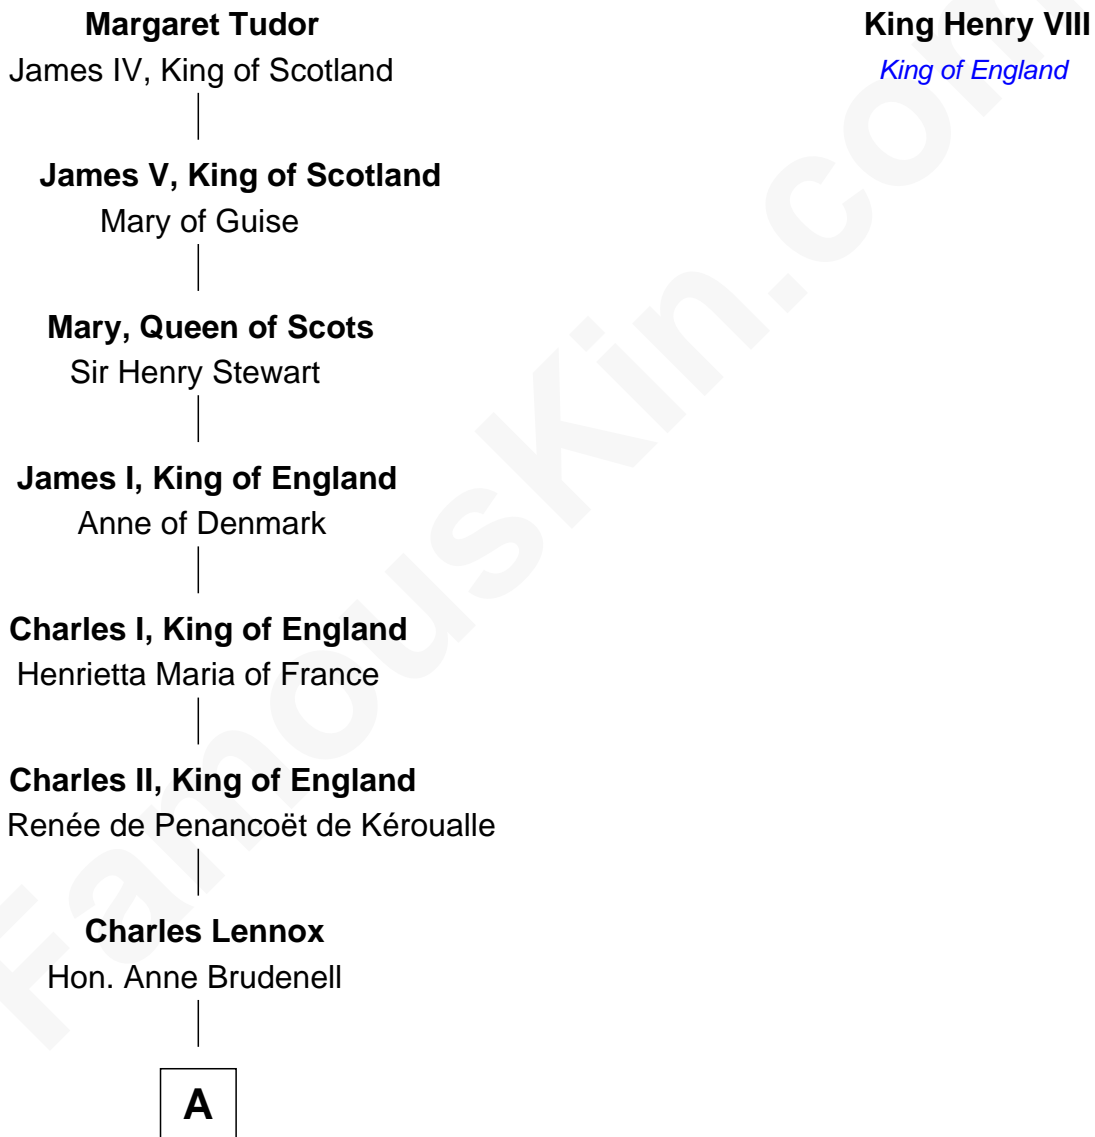 Margaret Tudor
James IV, King of Scotland
King Henry VIII
King of England
James V, King of Scotland
Mary of Guise
Mary, Queen of Scots
Sir Henry Stewart
James I, King of England
Anne of Denmark
Charles I, King of England
Henrietta Maria of France
Charles II, King of England
Renée de Penancoët de Kéroualle
Charles Lennox
Hon. Anne Brudenell
A
FamousKin.com